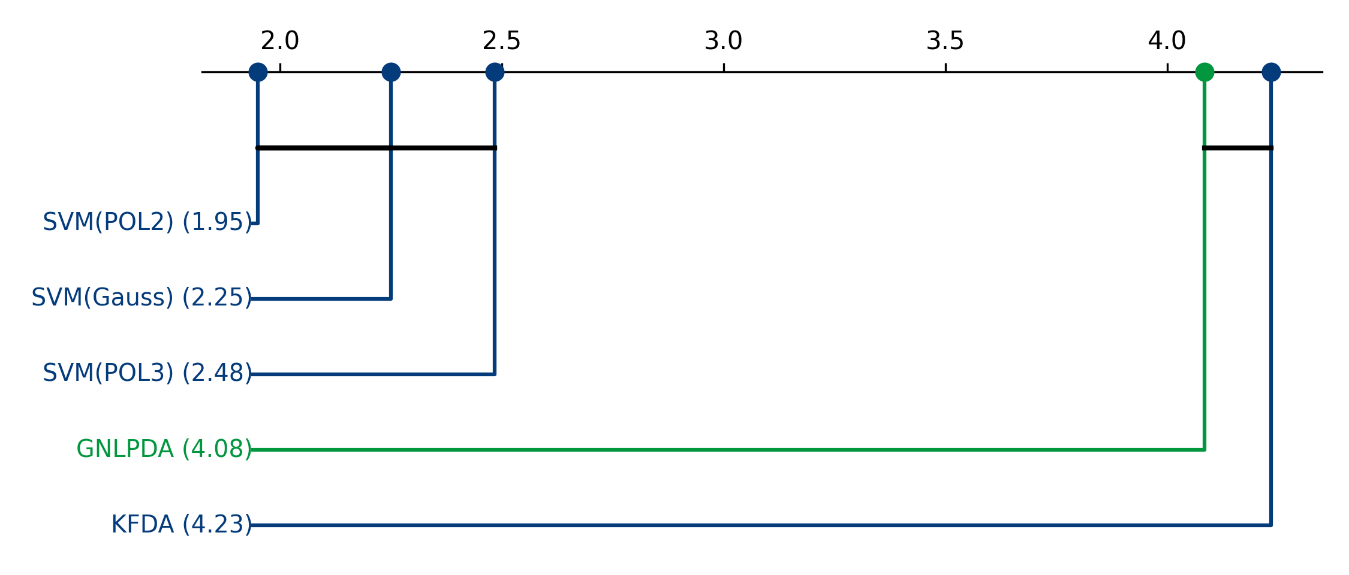 2.0 2.5 3.0 3.5 4.0
SVM(POL2) (1.95)
SVM(Gauss) (2.25)
SVM(POL3) (2.48)
GNLPDA (4.08)
KFDA (4.23)